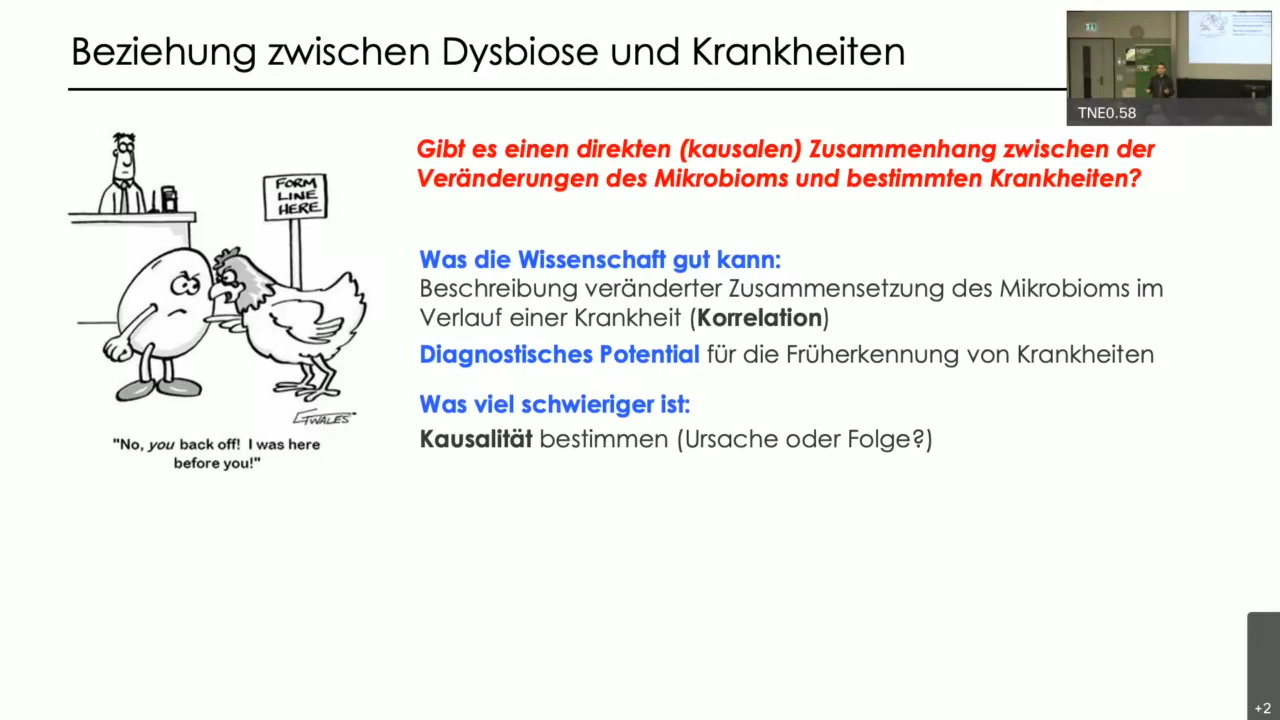 Beziehung zwischen Dysbiose und Krankheiten
TNE0.58
Gibt es einen direkten (kausalen) Zusammenhang zwischen der
Veränderungen des Mikrobioms und bestimmten Krankheiten?
FORM
LINE
HERE
Was die Wissenschaft gut kann:
Beschreibung veränderter Zusammensetzung des Mikrobioms im
Verlauf einer Krankheit (Korrelation)
Diagnostisches Potential für die Früherkennung von Krankheiten
Was viel schwieriger ist:
Kausalität bestimmen (Ursache oder Folge?)
GWALES
"No, you back off! I was here
before you!"
+2